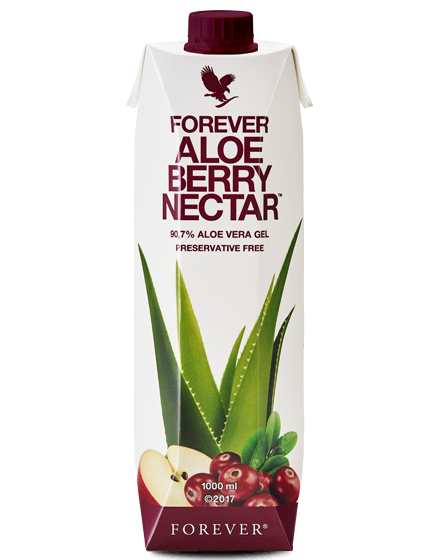 FOREVER
ALOE
BERRY
NECTAR™
90,7% ALOE VERA GEL
PRESERVATIVE FREE
1000 ml
©2017
FOREVER®